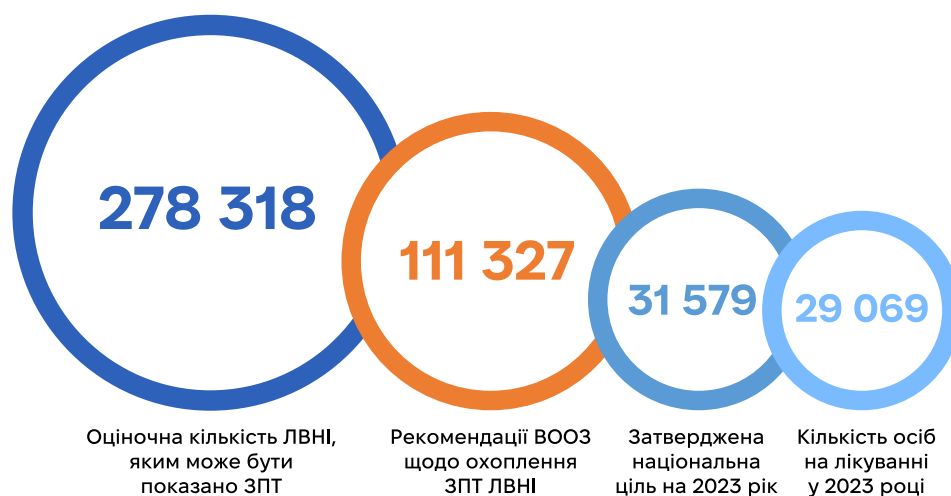 278 318
111 327
31 579
29 069
Оціночна кількість ЛВНІ,
яким може бути
показано ЗПТ
Рекомендації ВООЗ
щодо охоплення
ЗПТ ЛВНІ
Затверджена
національна
ціль на 2023 рік
Кількість осіб
на лікуванні
у 2023 році